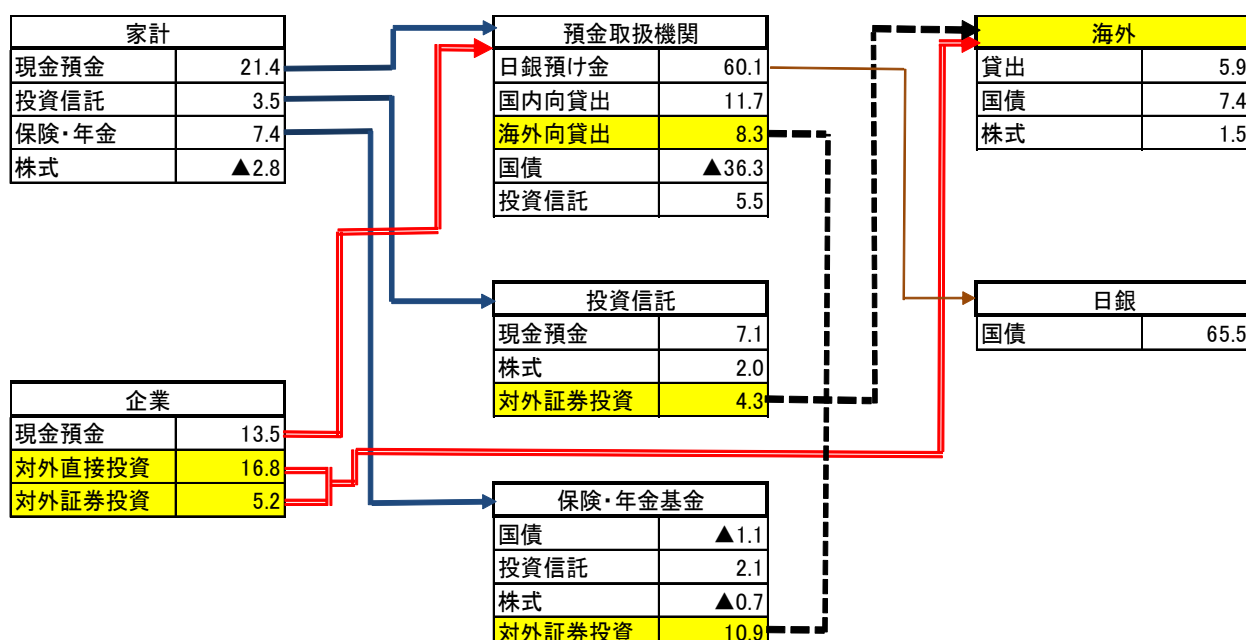 家計
現金預金 21.4
投資信託 3.5
保険・年金 7.4
株式 ▲2.8
預金取扱機関
日銀預け金 60.1
国内向貸出 11.7
海外向貸出 8.3
国債 ▲36.3
投資信託 5.5
海外
貸出 5.9
国債 7.4
株式 1.5
投資信託
現金預金 7.1
株式 2.0
対外証券投資 4.3
日銀
国債 65.5
企業
現金預金 13.5
対外直接投資 16.8
対外証券投資 5.2
保険・年金基金
国債 ▲1.1
投資信託 2.1
株式 ▲0.7
対外証券投資 10.9